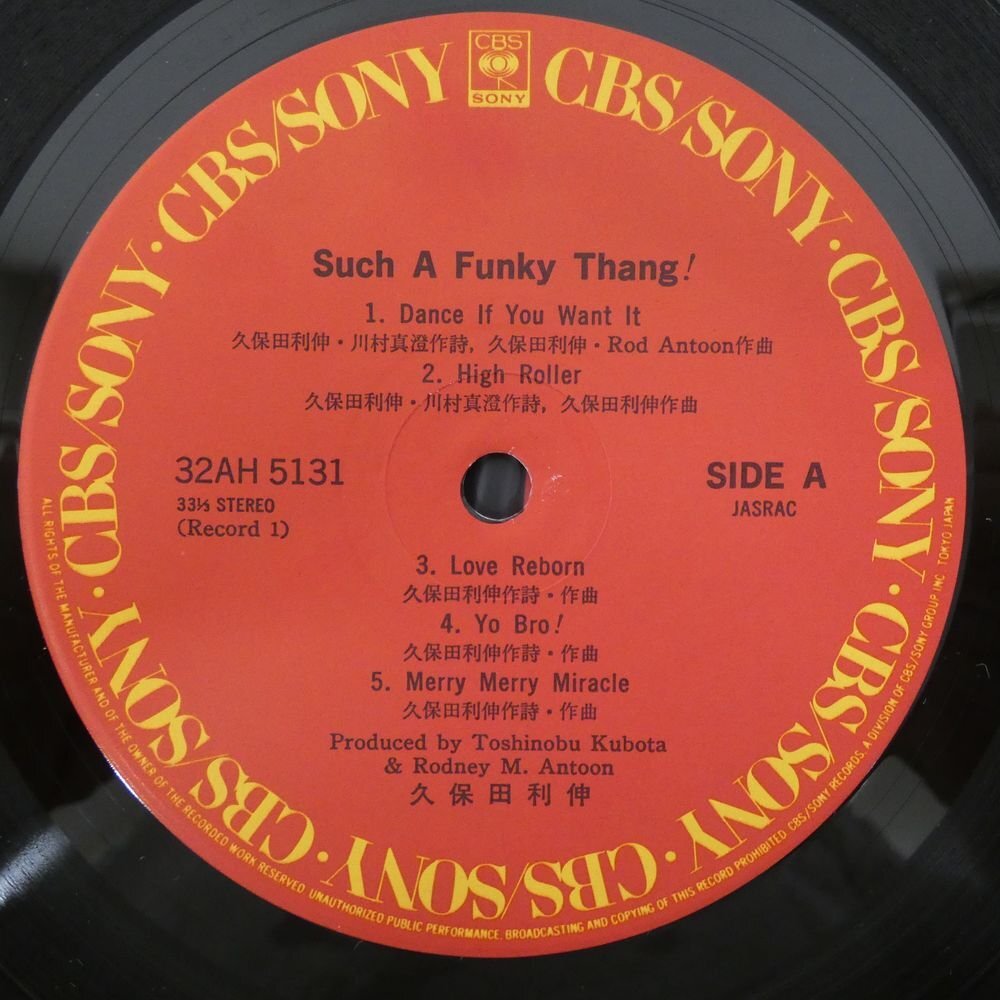 CBS
SONY
CBS/SONY · CBS/SONY · CBS/SONY · CBS/SONY · CBS/SONY · CBS/SONY · CBS/SONY · CBS/SONY · CBS/SONY · CBS/SONY
Such A Funky Thang!
1. Dance If You Want It
久保田利伸・川村真澄作詩, 久保田利伸・Rod Antoon作曲
2. High Roller
久保田利伸・川村真澄作詩, 久保田利伸作曲
32AH 5131
33⅓ STEREO
(Record 1)
SIDE A
JASRAC
3. Love Reborn
久保田利伸作詩・作曲
4. Yo Bro!
久保田利伸作詩・作曲
5. Merry Merry Miracle
久保田利伸作詩・作曲
Produced by Toshinobu Kubota
& Rodney M. Antoon
久保田利伸
ALL RIGHTS OF THE MANUFACTURER AND OF THE OWNER OF THE RECORDED WORK RESERVED. UNAUTHORIZED PUBLIC PERFORMANCE, BROADCASTING AND COPYING OF THIS RECORD PROHIBITED. CBS/SONY RECORDS, A DIVISION OF CBS/SONY GROUP INC. TOKYO JAPAN